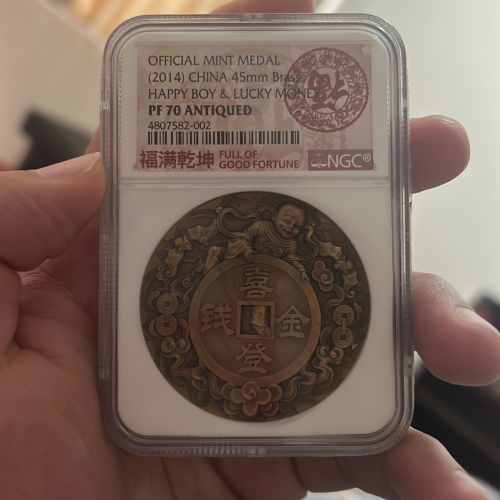 OFFICIAL MINT MEDAL
(2014) CHINA 45mm Brass
HAPPY BOY & LUCKY MONEY
PF 70 ANTIQUED
4807582-002
福满乾坤 FULL OF GOOD FORTUNE NGC®
喜
钱 金
登